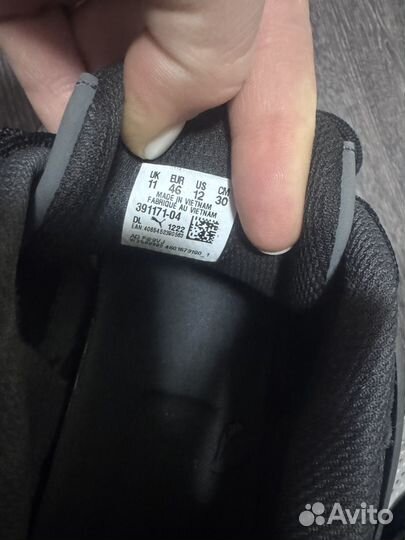 UK EUR US CM
11 46 12 30
MADE IN VIETNAM
FABRIQUE AU VIETNAM
391171-04
DL 1222
Avito